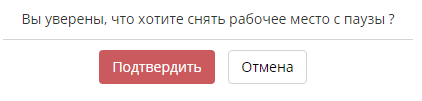 Вы уверены, что хотите снять рабочее место с паузы ?
Подтвердить Отмена